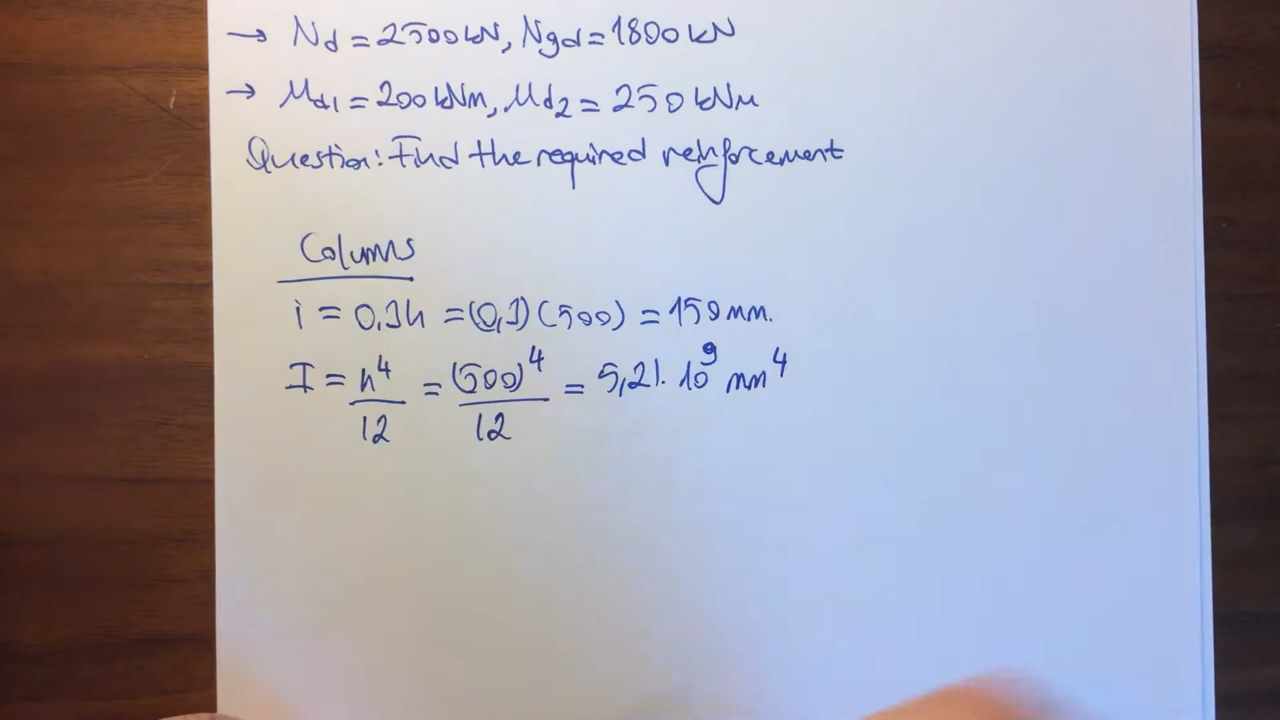 → Nd = 2500 kN, Ngd = 1800 kN
→ Md1 = 200 kNm, Md2 = 250 kNm
Question: Find the required reinforcement
Columns
i = 0,3h = (0,3)(500) = 150 mm.
I = h⁴/12 = (500)⁴/12 = 5,21. 10⁹ mm⁴